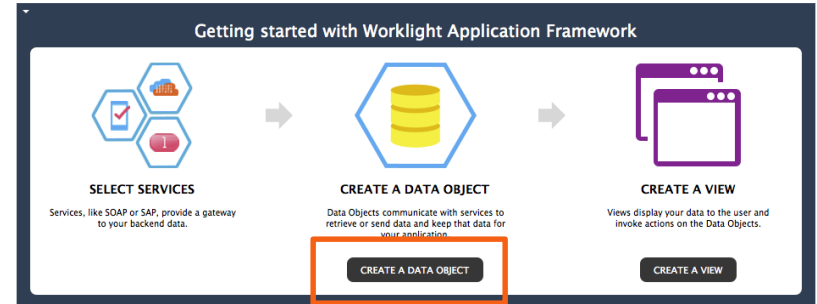 Getting started with Worklight Application Framework
1
SELECT SERVICES
Services, like SOAP or SAP, provide a gateway
to your backend data.
CREATE A DATA OBJECT
Data Objects communicate with services to
retrieve or send data and keep that data for
your application.
CREATE A DATA OBJECT
CREATE A VIEW
Views display your data to the user and
invoke actions on the Data Objects.
CREATE A VIEW